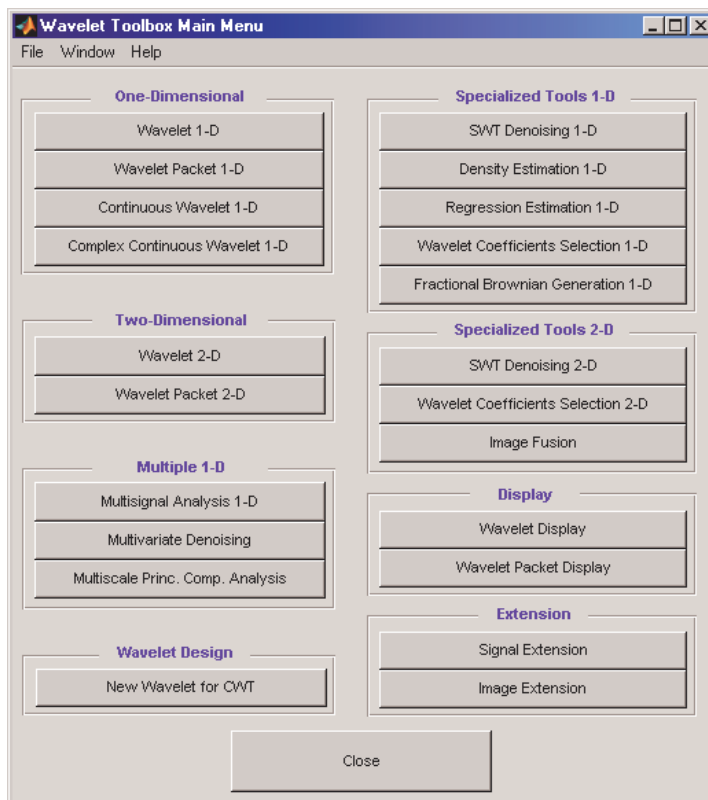 Wavelet Toolbox Main Menu
File Window Help
One-Dimensional
Wavelet 1-D
Wavelet Packet 1-D
Continuous Wavelet 1-D
Complex Continuous Wavelet 1-D
Two-Dimensional
Wavelet 2-D
Wavelet Packet 2-D
Multiple 1-D
Multisignal Analysis 1-D
Multivariate Denoising
Multiscale Princ. Comp. Analysis
Wavelet Design
New Wavelet for CWT
Specialized Tools 1-D
SWT Denoising 1-D
Density Estimation 1-D
Regression Estimation 1-D
Wavelet Coefficients Selection 1-D
Fractional Brownian Generation 1-D
Specialized Tools 2-D
SWT Denoising 2-D
Wavelet Coefficients Selection 2-D
Image Fusion
Display
Wavelet Display
Wavelet Packet Display
Extension
Signal Extension
Image Extension
Close